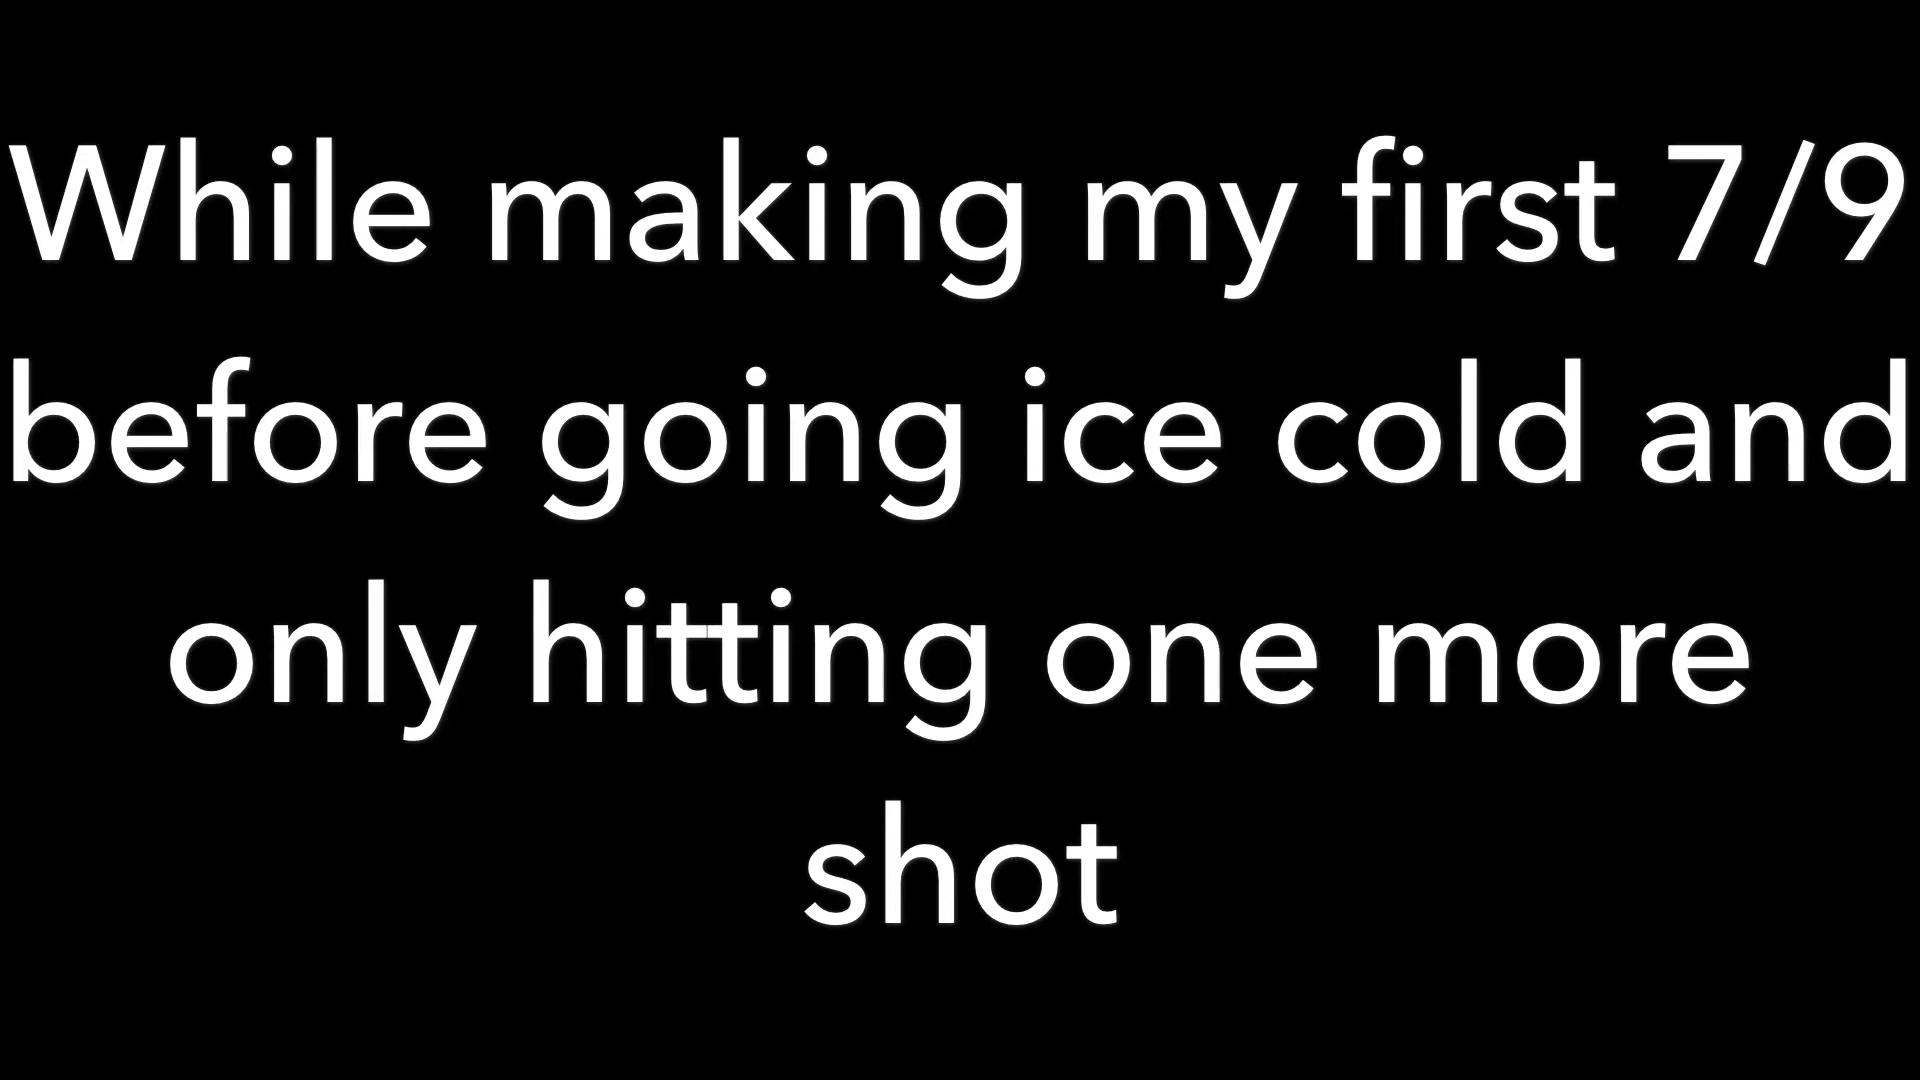 While making my first 7/9
before going ice cold and
only hitting one more
shot